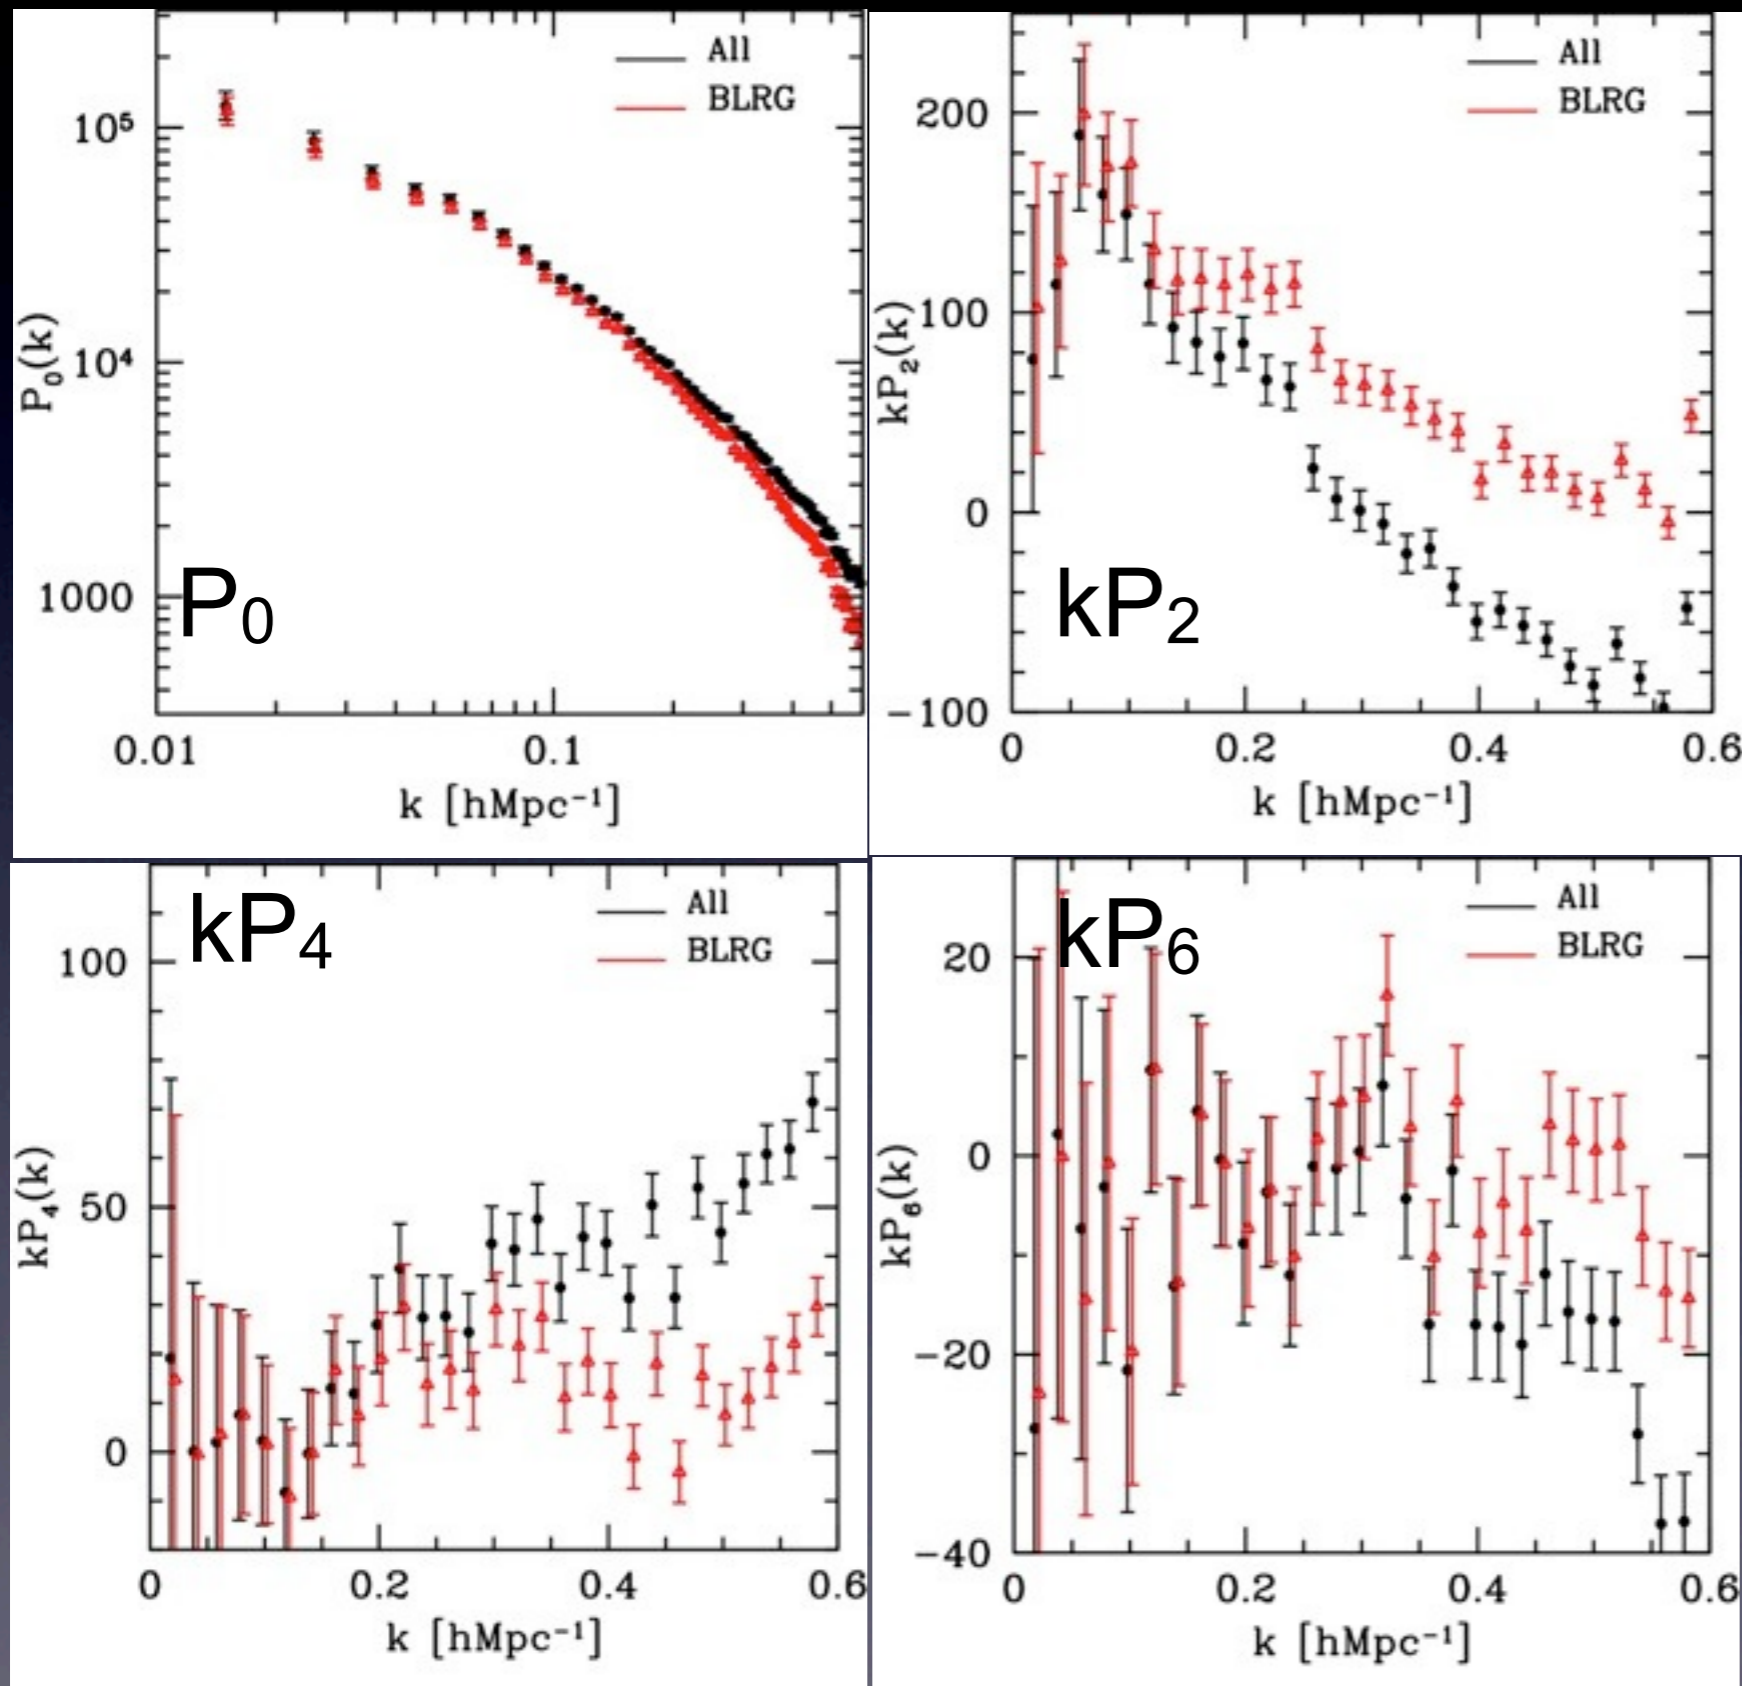 All
BLRG
10⁵
10⁴
1000
P₀(k)
P₀
0.01 0.1
k [hMpc⁻¹]
All
BLRG
200
100
0
−100
kP₂(k)
kP₂
0 0.2 0.4 0.6
k [hMpc⁻¹]
kP₄
All
BLRG
100
50
0
kP₄(k)
0 0.2 0.4 0.6
k [hMpc⁻¹]
kP₆
All
BLRG
20
0
−20
−40
kP₆(k)
0 0.2 0.4 0.6
k [hMpc⁻¹]